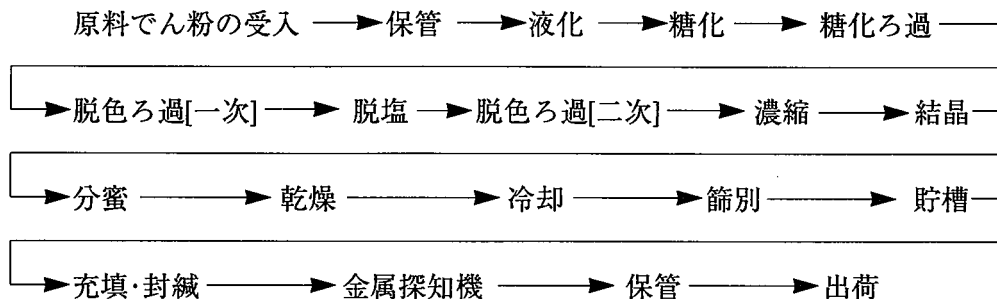 原料でん粉の受入 → 保管 → 液化 → 糖化 → 糖化ろ過
脱色ろ過[一次] → 脱塩 → 脱色ろ過[二次] → 濃縮 → 結晶
分蜜 → 乾燥 → 冷却 → 篩別 → 貯槽
充填·封緘 → 金属探知機 → 保管 → 出荷